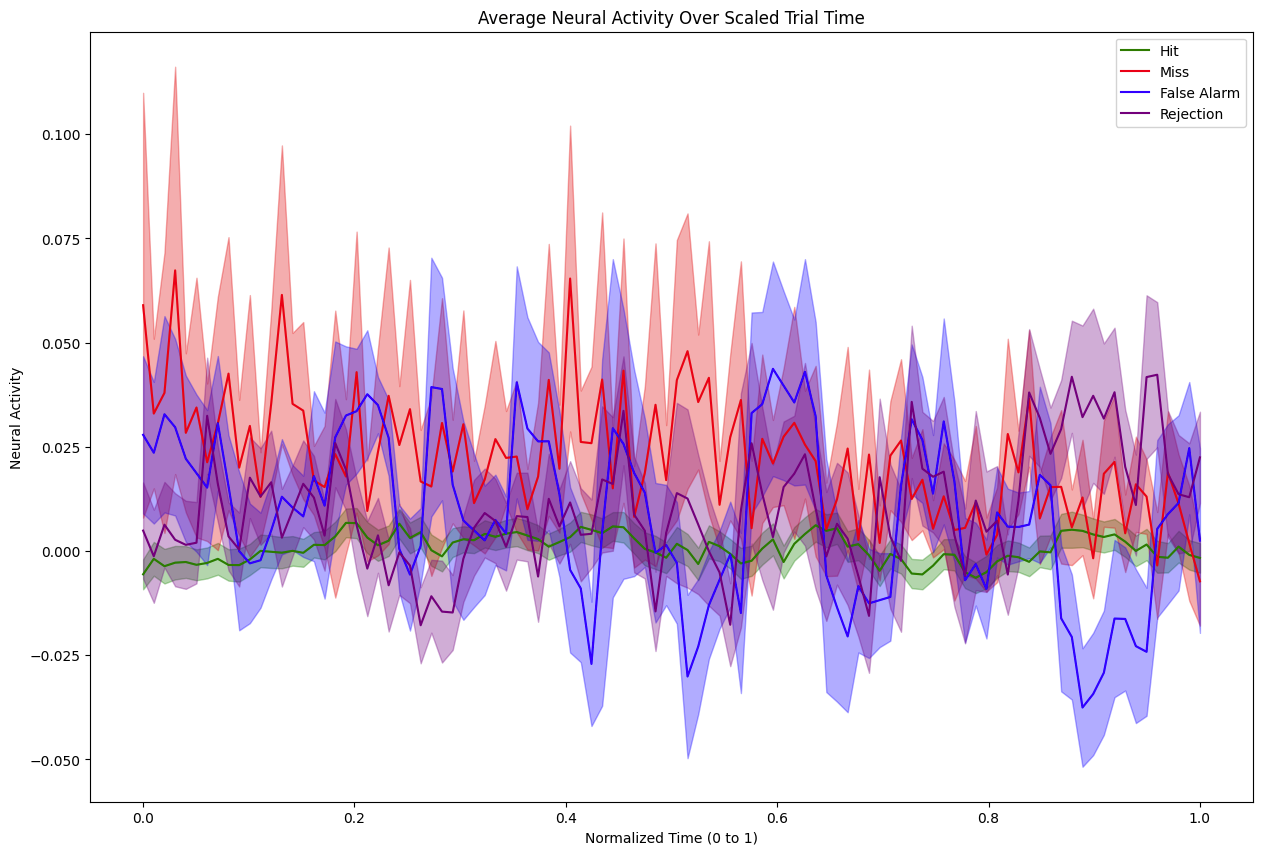 Average Neural Activity Over Scaled Trial Time
Hit
Miss
False Alarm
Rejection
Neural Activity
0.100
0.075
0.050
0.025
0.000
−0.025
−0.050
0.0 0.2 0.4 0.6 0.8 1.0
Normalized Time (0 to 1)